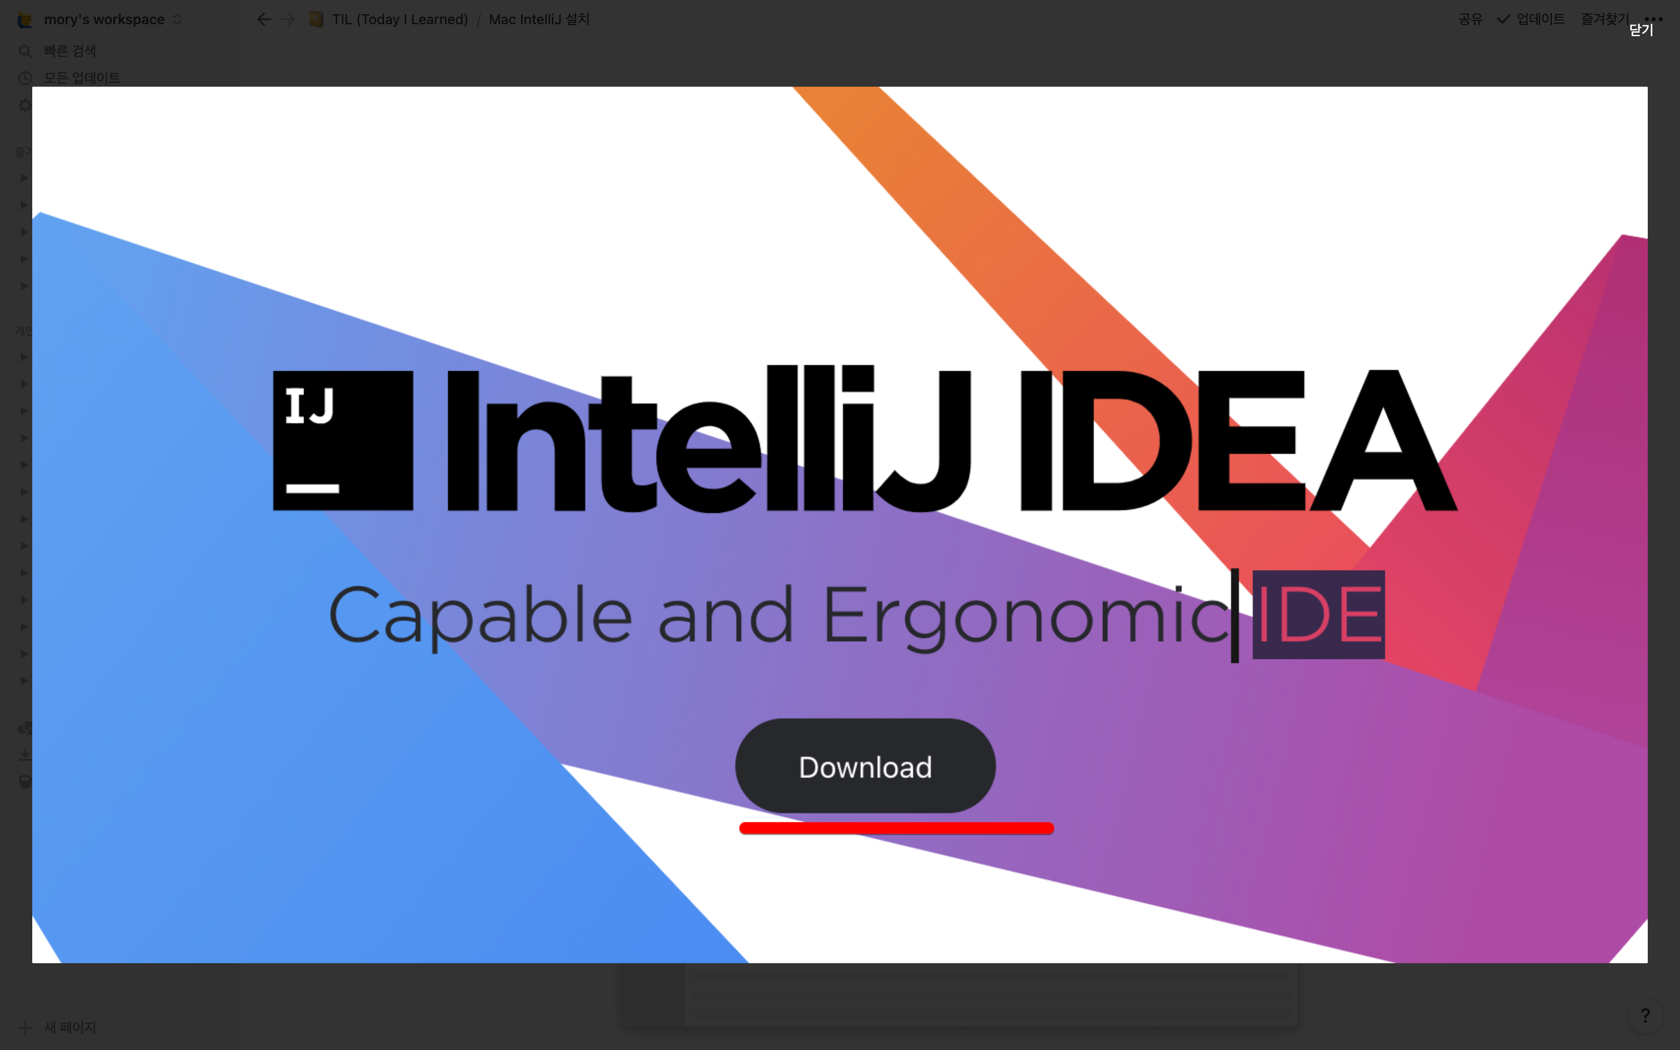 mory's workspace
TIL (Today I Learned) / Mac IntelliJ 설치
공유 업데이트 즐겨찾기
닫기
빠른 검색
모든 업데이트
IJ
IntelliJ IDEA
Capable and Ergonomic IDE
Download
새 페이지
?